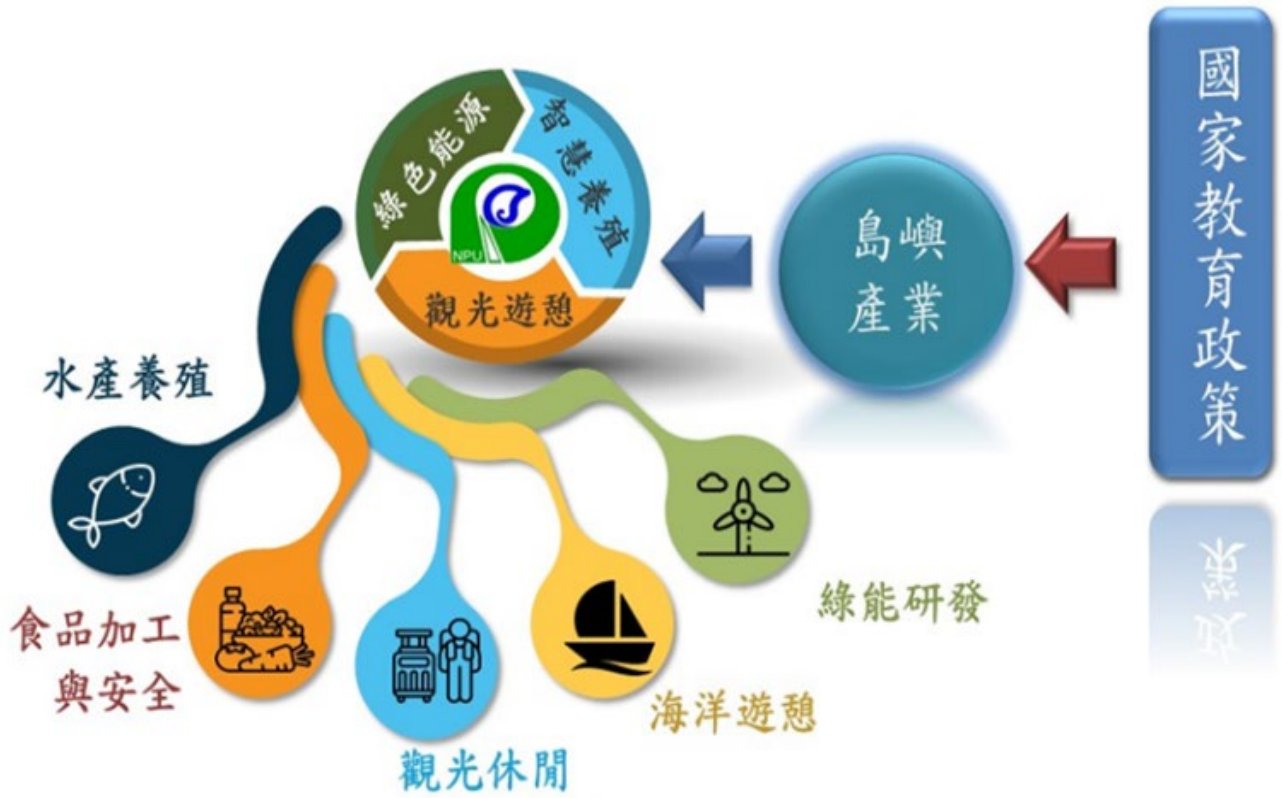 國家教育政策
島嶼
產業
綠色能源
智慧養殖
觀光遊憩
NPU
水產養殖
食品加工
與安全
觀光休閒
海洋遊憩
綠能研發